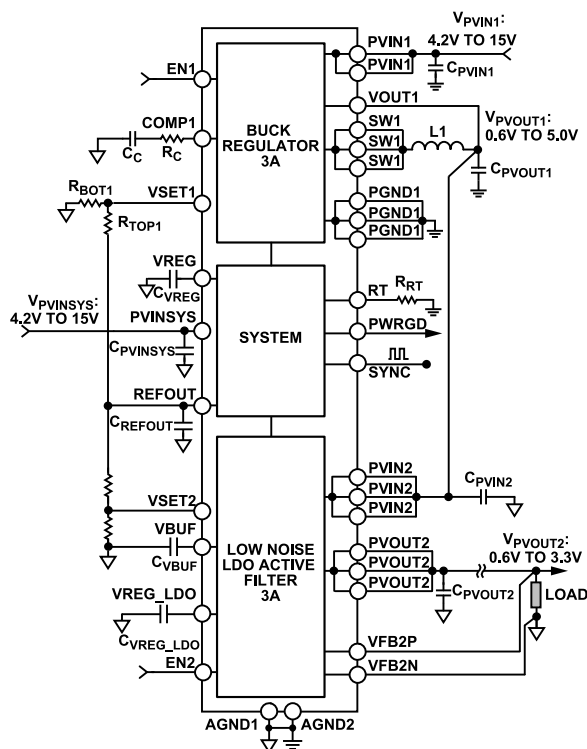 V_PVIN1:
4.2V TO 15V
PVIN1
PVIN1
C_PVIN1
EN1
VOUT1
COMP1
C_C
R_C
BUCK
REGULATOR
3A
SW1
SW1
SW1
L1
V_PVOUT1:
0.6V TO 5.0V
C_PVOUT1
R_BOT1
VSET1
R_TOP1
PGND1
PGND1
PGND1
VREG
C_VREG
V_PVINSYS:
4.2V TO 15V
PVINSYS
C_PVINSYS
SYSTEM
RT
R_RT
PWRGD
SYNC
REFOUT
C_REFOUT
PVIN2
PVIN2
PVIN2
C_PVIN2
VSET2
VBUF
C_VBUF
LOW NOISE
LDO ACTIVE
FILTER
3A
PVOUT2
PVOUT2
PVOUT2
V_PVOUT2:
0.6V TO 3.3V
C_PVOUT2
LOAD
VREG_LDO
C_VREG_LDO
VFB2P
VFB2N
EN2
AGND1
AGND2